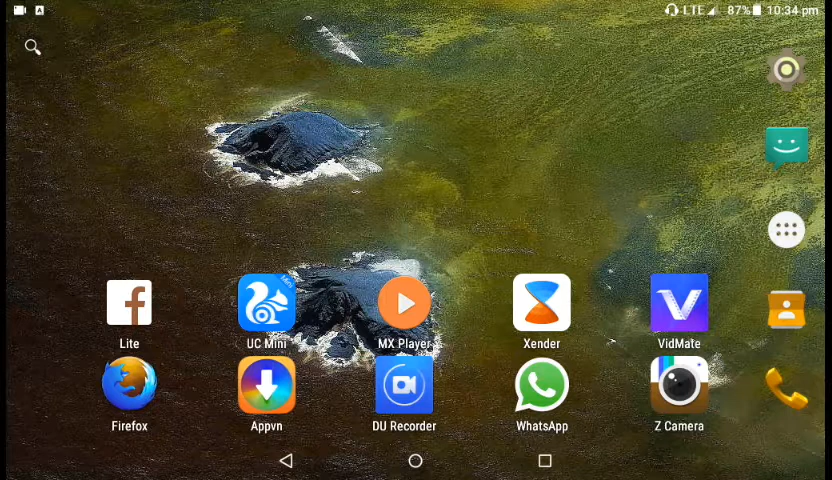 A LTE 87% 10:34 pm
Lite UC Mini MX Player Xender VidMate
Firefox Appvn DU Recorder WhatsApp Z Camera